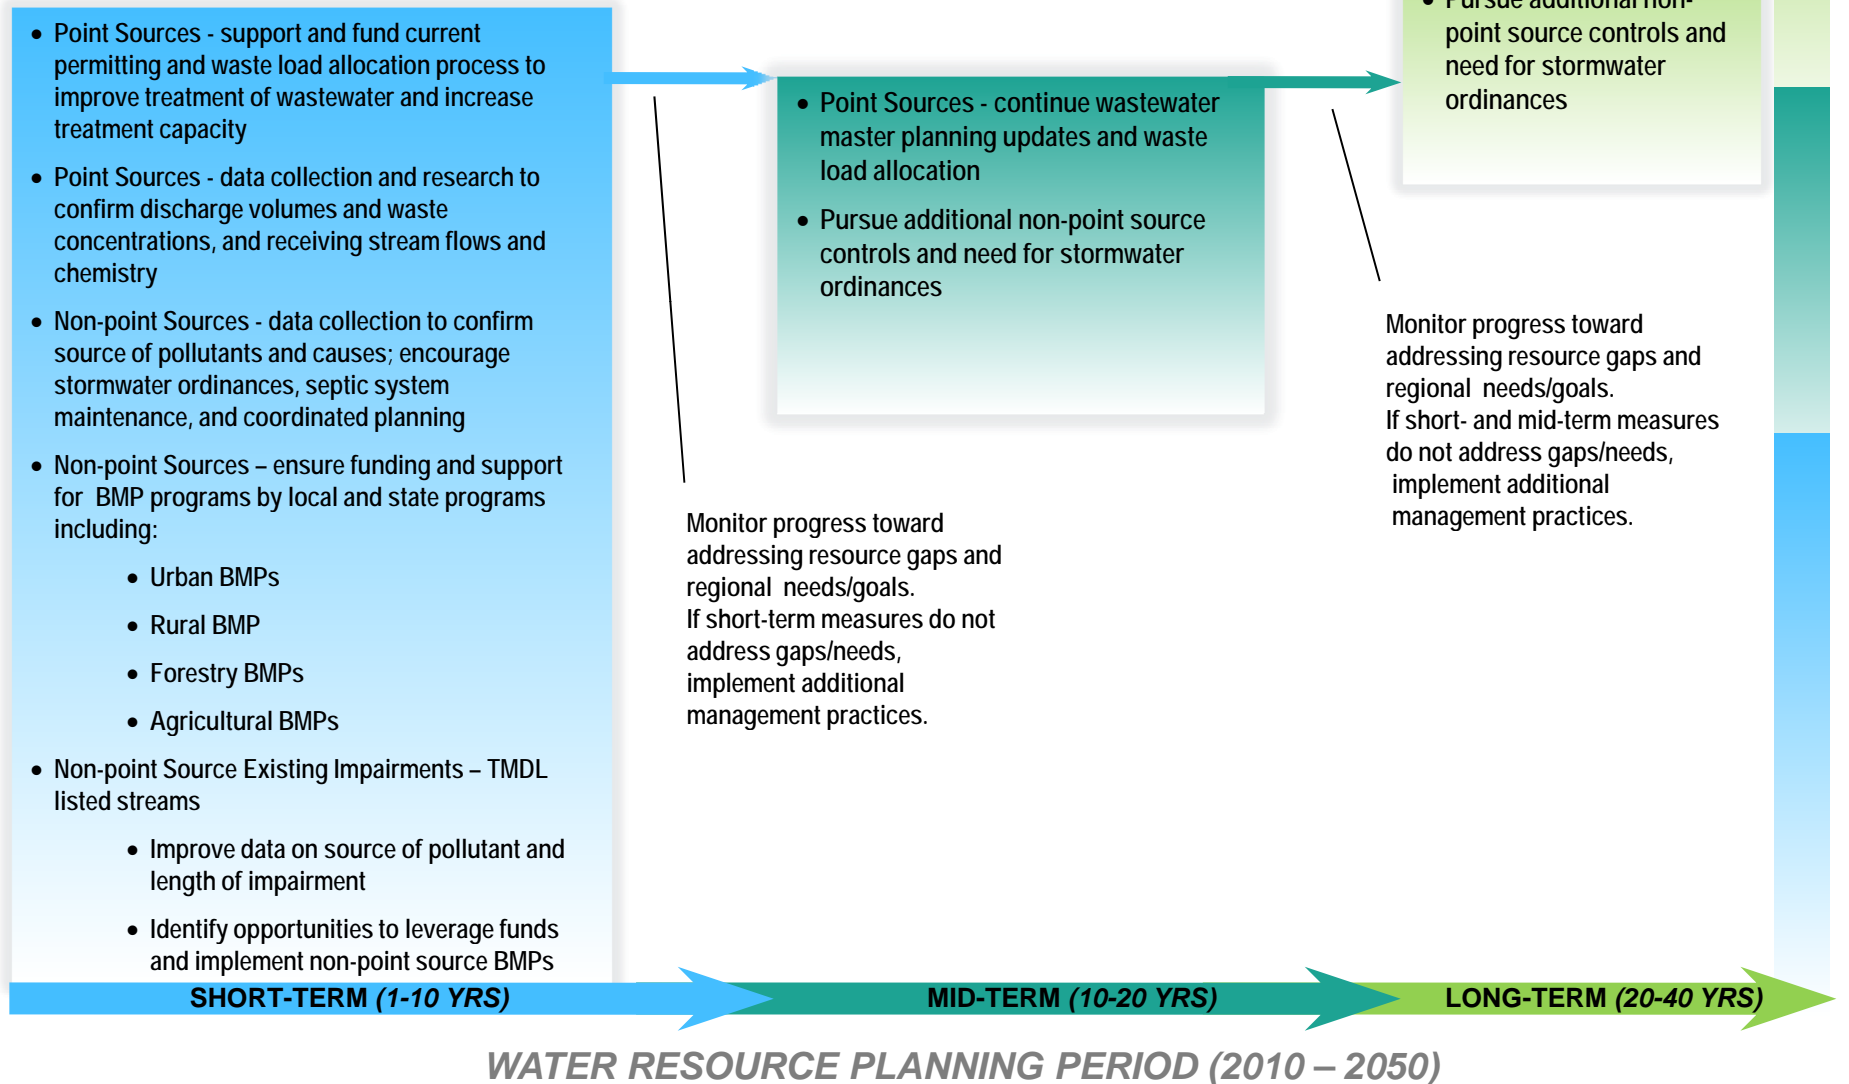 • Point Sources - support and fund current
permitting and waste load allocation process to
improve treatment of wastewater and increase
treatment capacity
• Point Sources - data collection and research to
confirm discharge volumes and waste
concentrations, and receiving stream flows and
chemistry
• Non-point Sources - data collection to confirm
source of pollutants and causes; encourage
stormwater ordinances, septic system
maintenance, and coordinated planning
• Non-point Sources – ensure funding and support
for BMP programs by local and state programs
including:
• Urban BMPs
• Rural BMP
• Forestry BMPs
• Agricultural BMPs
• Non-point Source Existing Impairments – TMDL
listed streams
• Improve data on source of pollutant and
length of impairment
• Identify opportunities to leverage funds
and implement non-point source BMPs
• Point Sources - continue wastewater
master planning updates and waste
load allocation
• Pursue additional non-point source
controls and need for stormwater
ordinances
• Pursue additional non-
point source controls and
need for stormwater
ordinances
Monitor progress toward
addressing resource gaps and
regional needs/goals.
If short-term measures do not
address gaps/needs,
implement additional
management practices.
Monitor progress toward
addressing resource gaps and
regional needs/goals.
If short- and mid-term measures
do not address gaps/needs,
implement additional
management practices.
SHORT-TERM (1-10 YRS)
MID-TERM (10-20 YRS)
LONG-TERM (20-40 YRS)
WATER RESOURCE PLANNING PERIOD (2010 – 2050)